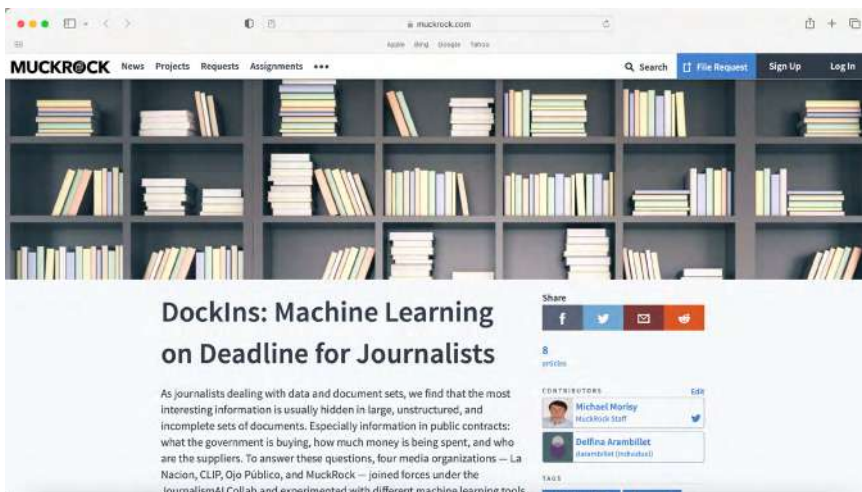 muckrock.com
Apple Bing Google Yahoo
MUCKROCK News Projects Requests Assignments ••• Search File Request Sign Up Log In
DockIns: Machine Learning
on Deadline for Journalists
As journalists dealing with data and document sets, we find that the most
interesting information is usually hidden in large, unstructured, and
incomplete sets of documents. Especially information in public contracts:
what the government is buying, how much money is being spent, and who
are the suppliers. To answer these questions, four media organizations — La
Nacion, CLIP, Ojo Público, and MuckRock — joined forces under the
JournalismAI Collab and experimented with different machine learning tools
Share
8
articles
CONTRIBUTORS Edit
Michael Morisy
MuckRock Staff
Delfina Arambillet
darambillet (Individual)
TAGS